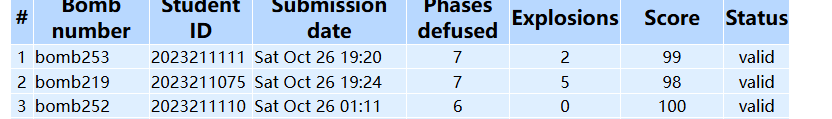 # Bomb number Student ID Submission date Phases defused Explosions Score Status
1 bomb253 2023211111 Sat Oct 26 19:20 7 2 99 valid
2 bomb219 2023211075 Sat Oct 26 19:24 7 5 98 valid
3 bomb252 2023211110 Sat Oct 26 01:11 6 0 100 valid